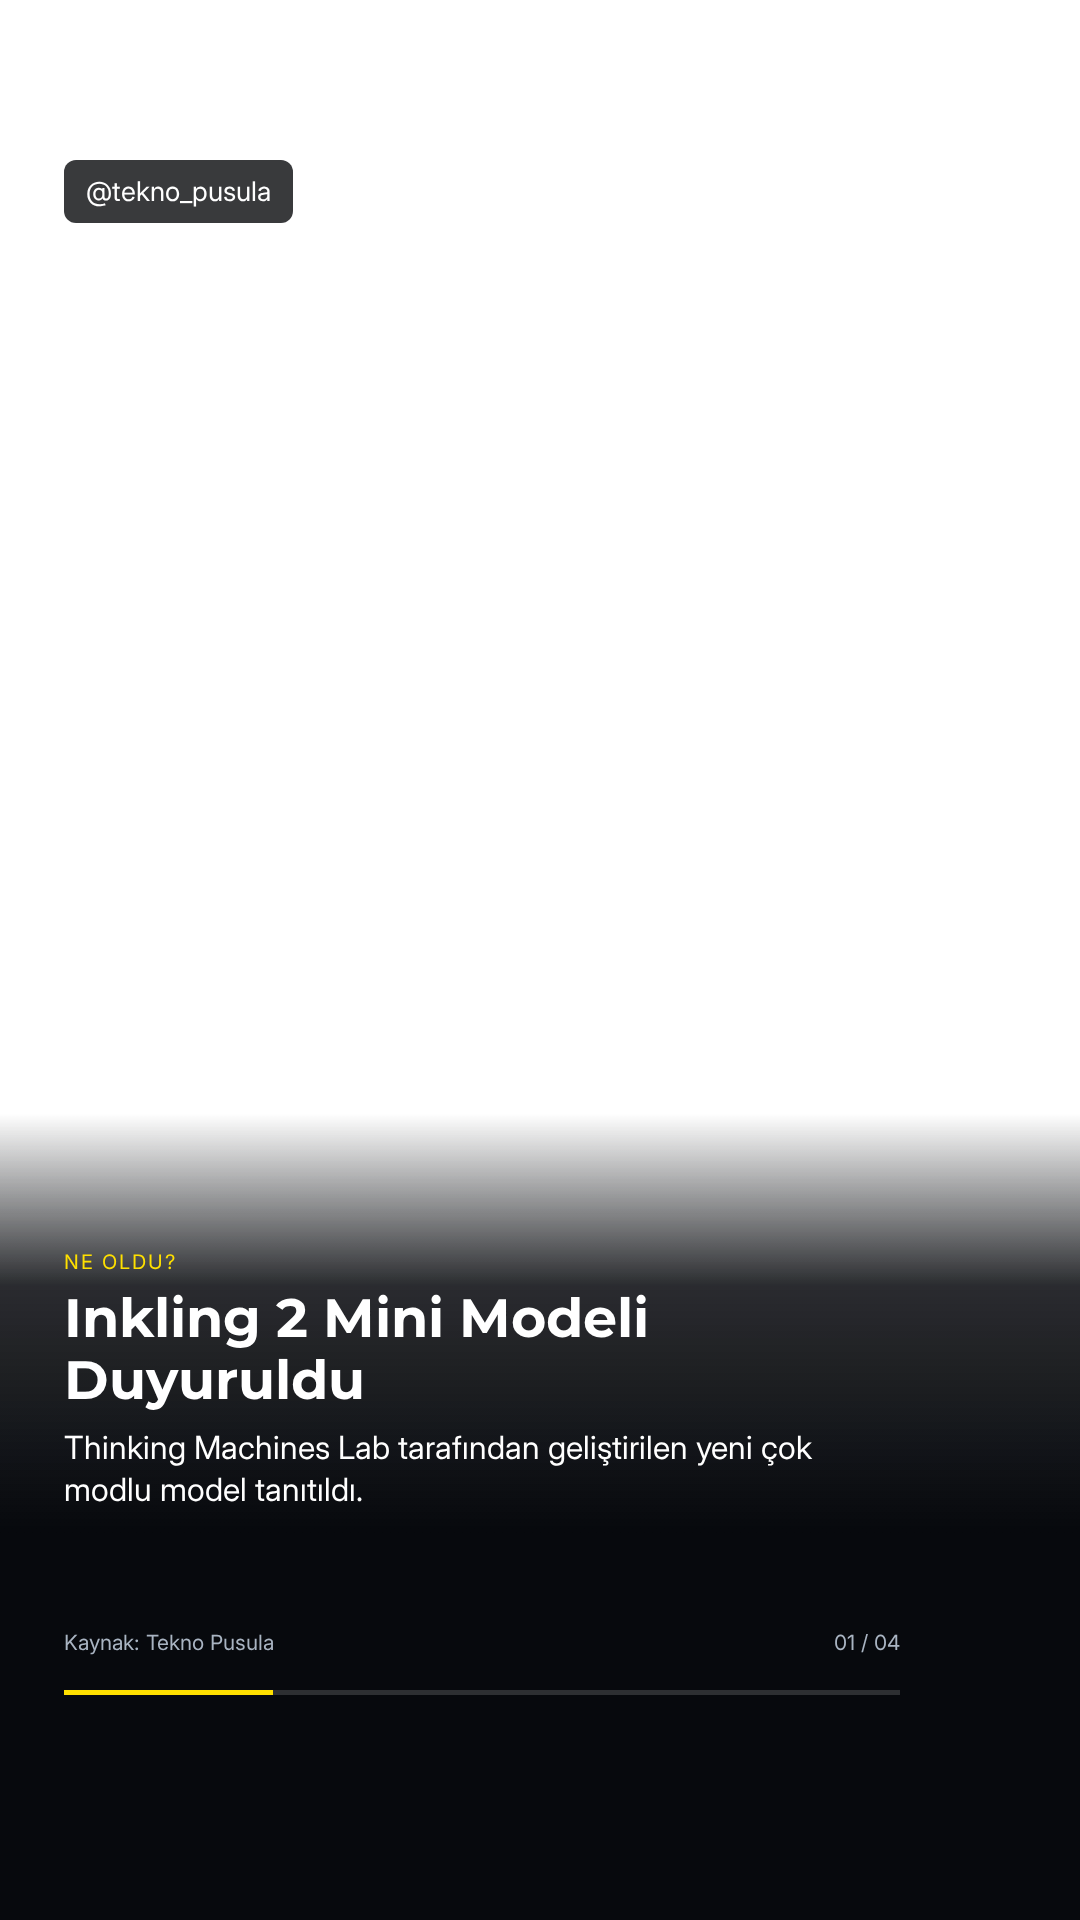 @tekno_pusula
NE OLDU?
Inkling 2 Mini Modeli
Duyuruldu
Thinking Machines Lab tarafından geliştirilen yeni çok
modlu model tanıtıldı.
Kaynak: Tekno Pusula
01 / 04